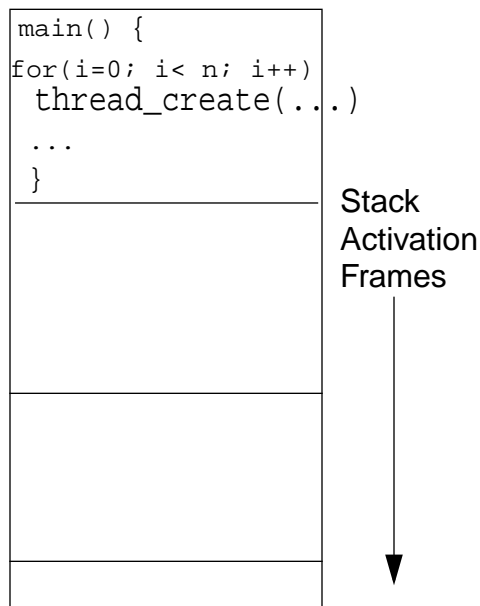 main() {
for(i=0; i< n; i++)
thread_create(...)
...
}
Stack
Activation
Frames